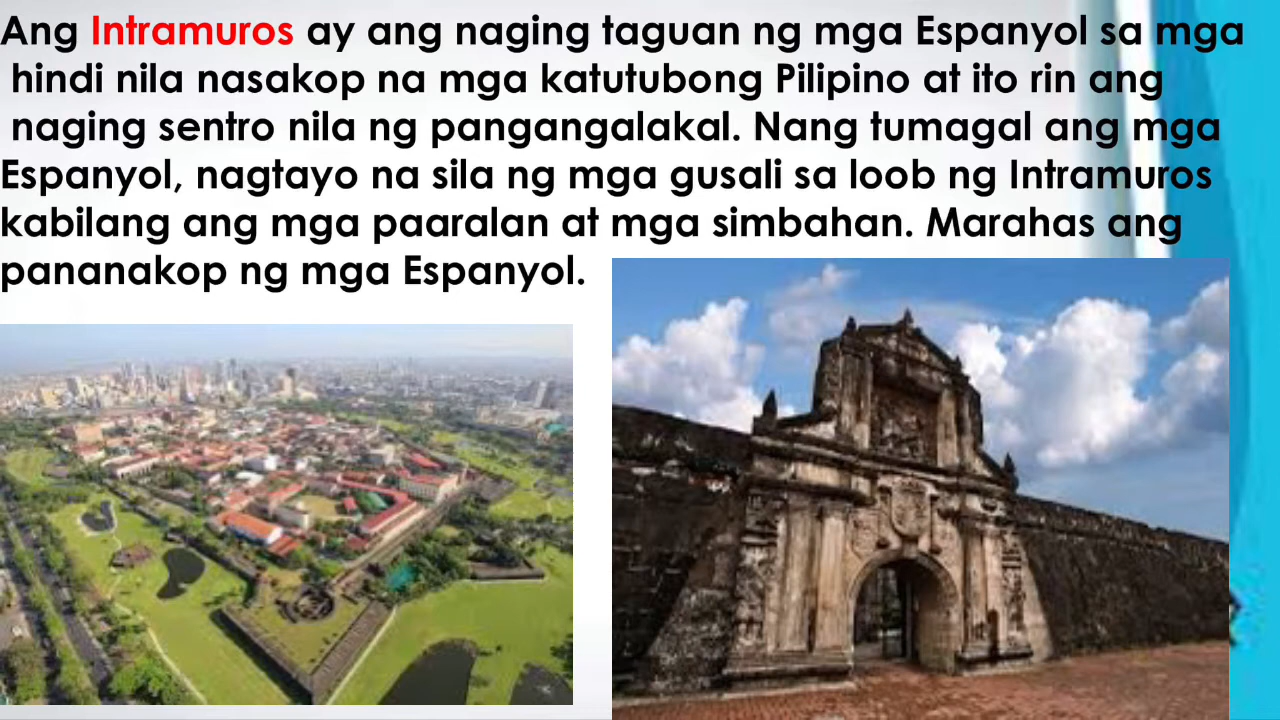 Ang Intramuros ay ang naging taguan ng mga Espanyol sa mga
hindi nila nasakop na mga katutubong Pilipino at ito rin ang
naging sentro nila ng pangangalakal. Nang tumagal ang mga
Espanyol, nagtayo na sila ng mga gusali sa loob ng Intramuros
kabilang ang mga paaralan at mga simbahan. Marahas ang
pananakop ng mga Espanyol.